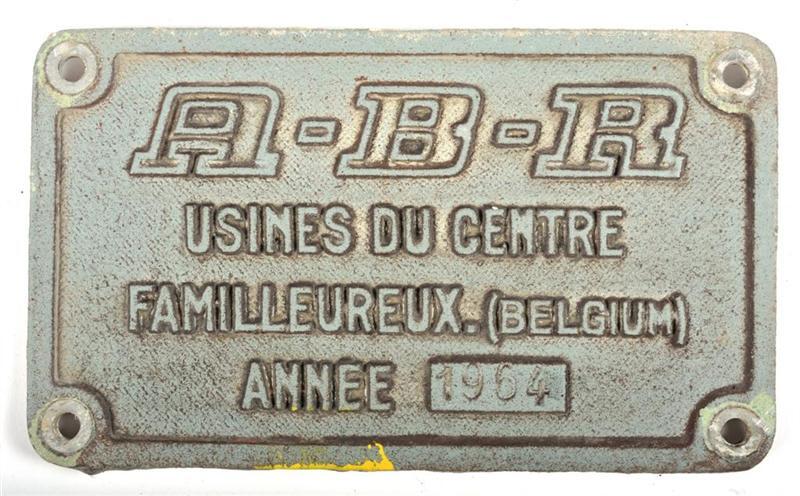 A-B-R
USINES DU CENTRE
FAMILLEUREUX. (BELGIUM)
ANNÉE 1964